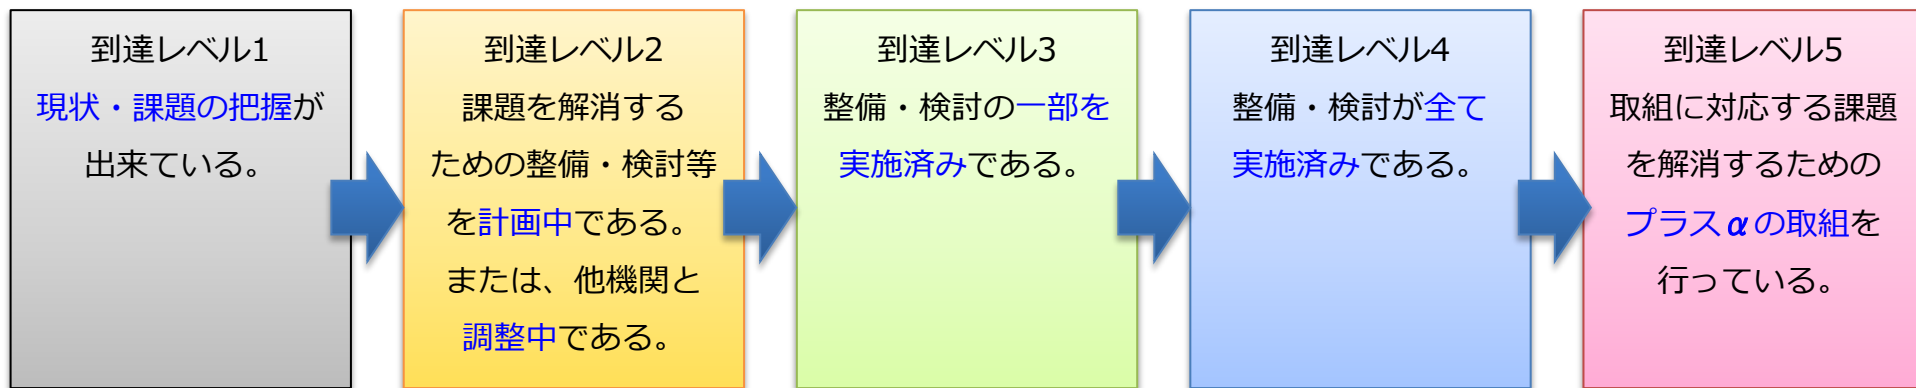 到達レベル1
現状・課題の把握が
出来ている。
到達レベル2
課題を解消する
ための整備・検討等
を計画中である。
または、他機関と
調整中である。
到達レベル3
整備・検討の一部を
実施済みである。
到達レベル4
整備・検討が全て
実施済みである。
到達レベル5
取組に対応する課題
を解消するための
プラスαの取組を
行っている。